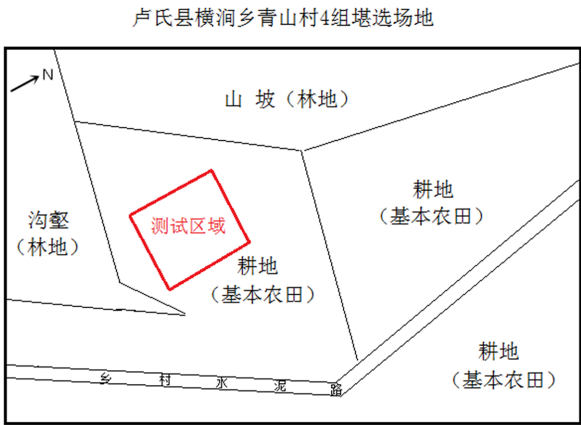 卢氏县横涧乡青山村4组堪选场地
N
山 坡（林地）
耕地
（基本农田）
沟壑
（林地）
测试区域
耕地
（基本农田）
耕地
（基本农田）
乡 村 水 泥 路